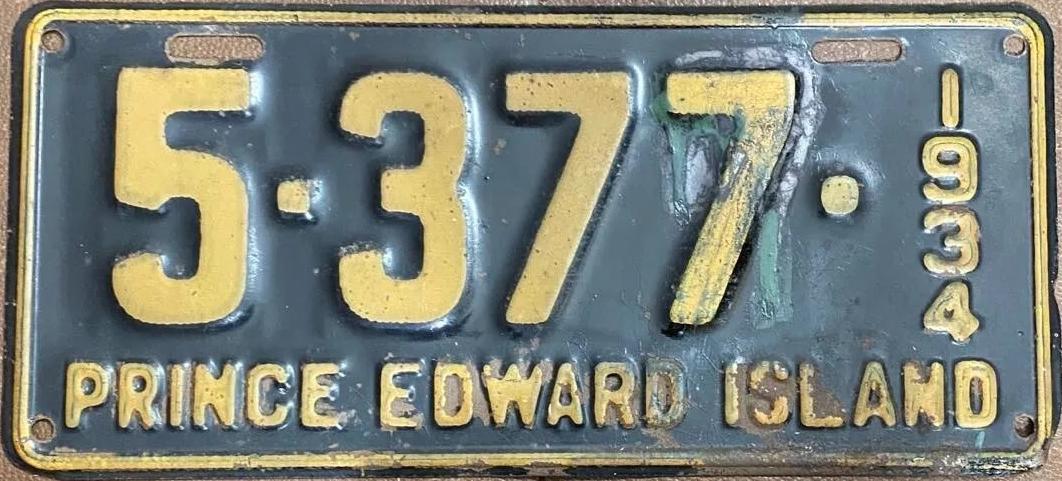 5·377·
1934
PRINCE EDWARD ISLAND